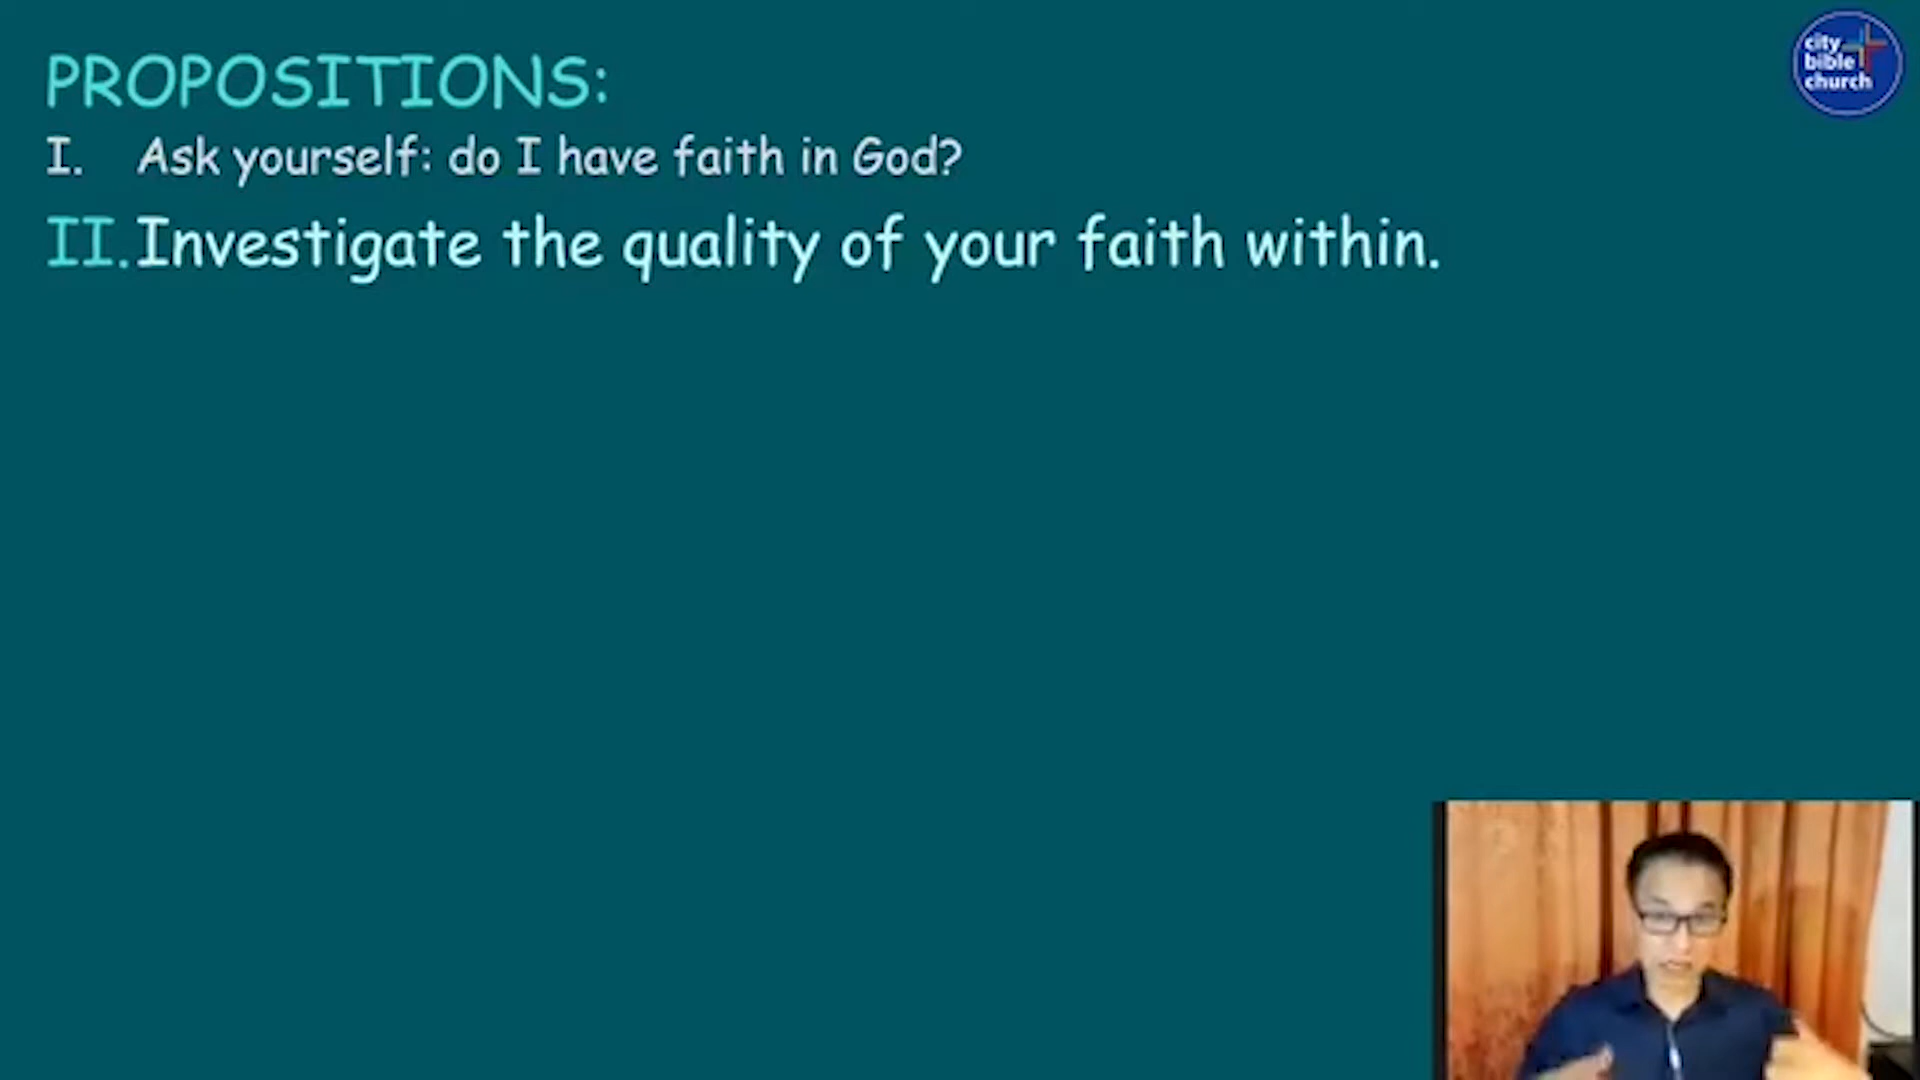 PROPOSITIONS:
I. Ask yourself: do I have faith in God?
II. Investigate the quality of your faith within.
city
bible
church